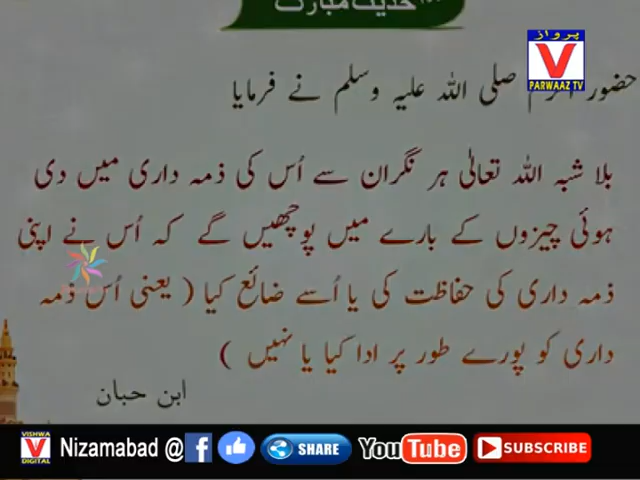 حدیث مبارک
پرواز
V
PARWAAZ TV
حضور اکرم صلی اللہ علیہ وسلم نے فرمایا
بلا شبہ اللہ تعالیٰ ہر نگران سے اُس کی ذمہ داری میں دی
ہوئی چیزوں کے بارے میں پوچھیں گے کہ اُس نے اپنی
ذمہ داری کی حفاظت کی یا اُسے ضائع کیا ( یعنی اُس ذمہ
داری کو پورے طور پر ادا کیا یا نہیں )
ابن حبان
VISHWA
V
DIGITAL
Nizamabad @ f SHARE YouTube SUBSCRIBE